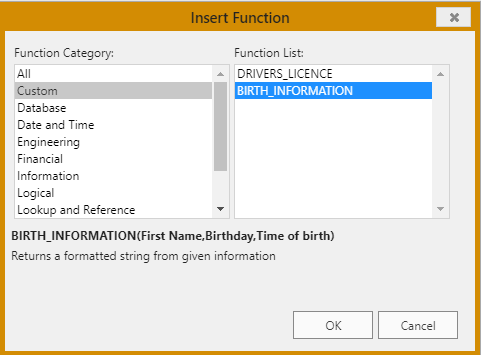 Insert Function
Function Category:
Function List:
All
Custom
Database
Date and Time
Engineering
Financial
Information
Logical
Lookup and Reference
DRIVERS_LICENCE
BIRTH_INFORMATION
BIRTH_INFORMATION(First Name,Birthday,Time of birth)
Returns a formatted string from given information
OK
Cancel